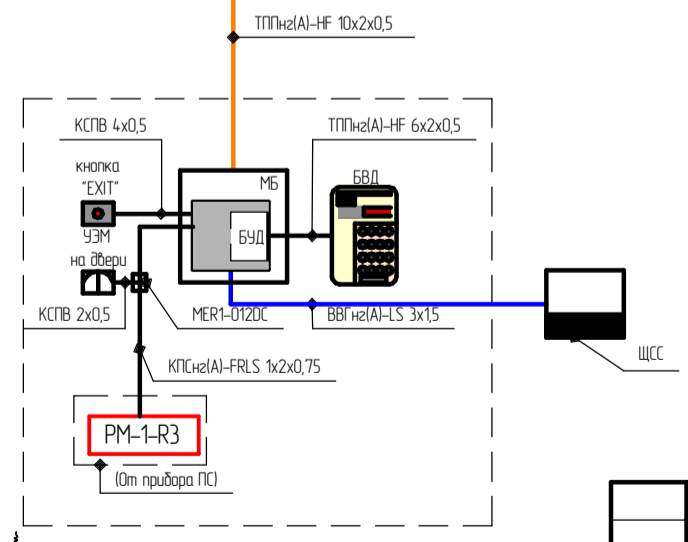 ТППнг(А)-HF 10х2х0,5
КСПВ 4х0,5
ТППнг(А)-HF 6х2х0,5
кнопка
"EXIT"
МБ
БВД
УЭМ
БУД
на двери
КСПВ 2х0,5
MER1-012DC
ВВГнг(А)-LS 3х1,5
ЩСС
КПСнг(А)-FRLS 1х2х0,75
РМ-1-R3
(От прибора ПС)